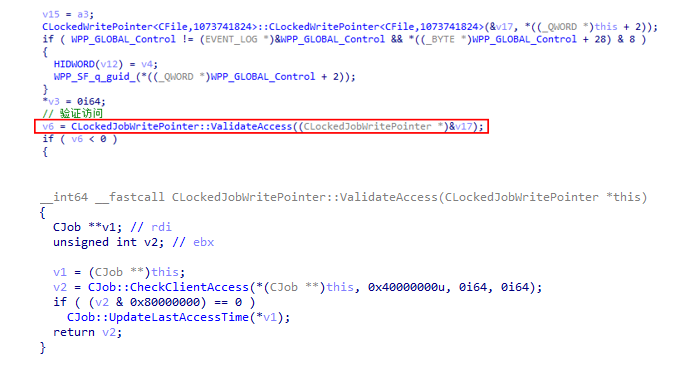 v15 = a3;
CLockedWritePointer<CFile,1073741824>::CLockedWritePointer<CFile,1073741824>(&v17, *((_QWORD *)this + 2));
if ( WPP_GLOBAL_Control != (EVENT_LOG *)&WPP_GLOBAL_Control && *((_BYTE *)WPP_GLOBAL_Control + 28) & 8 )
{
HIDWORD(v12) = v4;
WPP_SF_q_guid_(*((_QWORD *)WPP_GLOBAL_Control + 2));
}
*v3 = 0i64;
// 验证访问
v6 = CLockedJobWritePointer::ValidateAccess((CLockedJobWritePointer *)&v17);
if ( v6 < 0 )
{
__int64 __fastcall CLockedJobWritePointer::ValidateAccess(CLockedJobWritePointer *this)
{
CJob **v1; // rdi
unsigned int v2; // ebx
v1 = (CJob **)this;
v2 = CJob::CheckClientAccess(*(CJob **)this, 0x40000000u, 0i64, 0i64);
if ( (v2 & 0x80000000) == 0 )
CJob::UpdateLastAccessTime(*v1);
return v2;
}